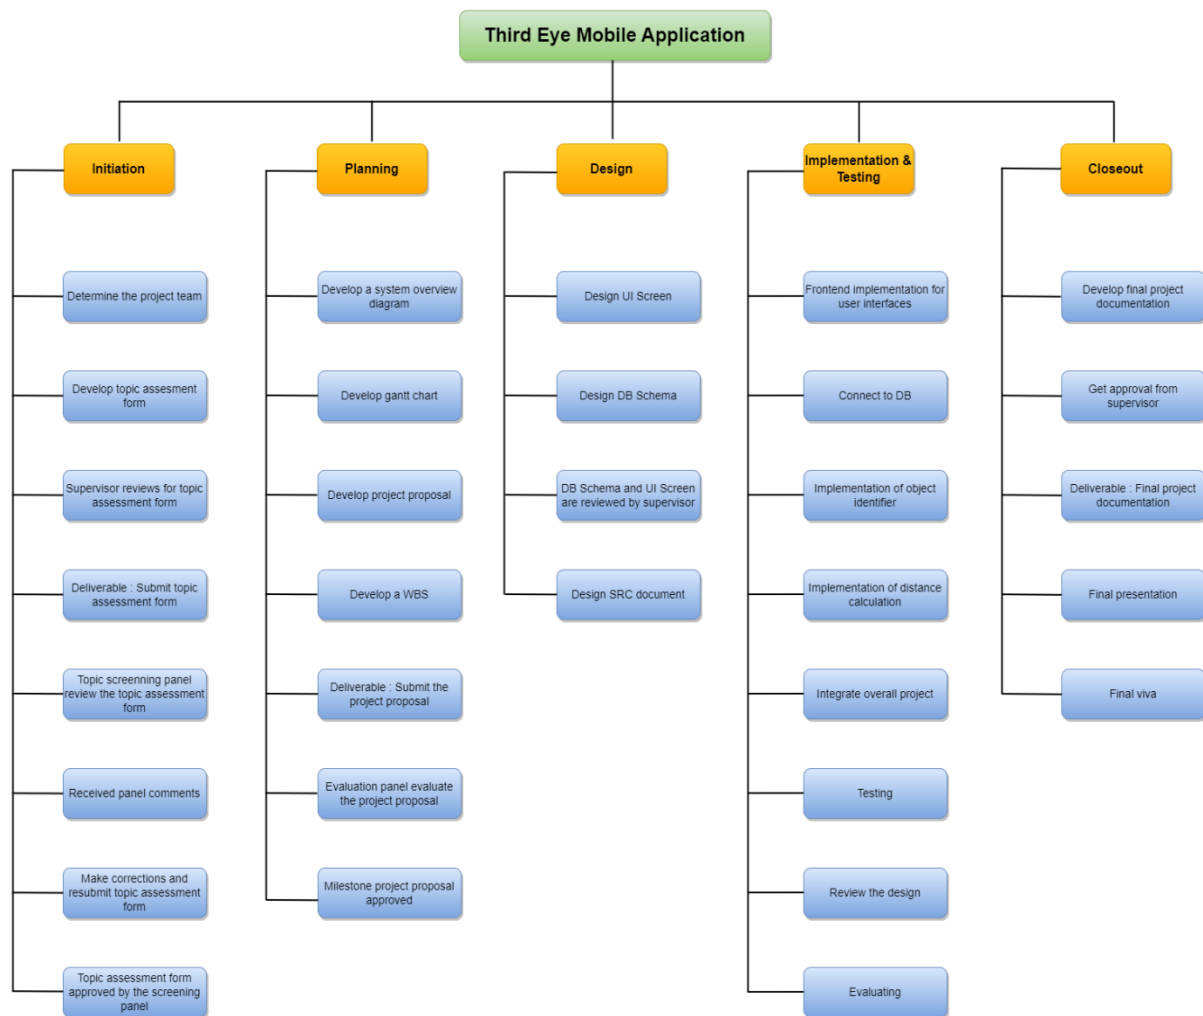 Third Eye Mobile Application
Initiation
Determine the project team
Develop topic assesment
form
Supervisor reviews for topic
assessment form
Deliverable : Submit topic
assessment form
Topic screenning panel
review the topic assessment
form
Received panel comments
Make corrections and
resubmit topic assessment
form
Topic assessment form
approved by the screening
panel
Planning
Develop a system overview
diagram
Develop gantt chart
Develop project proposal
Develop a WBS
Deliverable : Submit the
project proposal
Evaluation panel evaluate
the project proposal
Milestone project proposal
approved
Design
Design UI Screen
Design DB Schema
DB Schema and UI Screen
are reviewed by supervisor
Design SRC document
Implementation &
Testing
Frontend implementation for
user interfaces
Connect to DB
Implementation of object
identifier
Implementation of distance
calculation
Integrate overall project
Testing
Review the design
Evaluating
Closeout
Develop final project
documentation
Get approval from
supervisor
Deliverable : Final project
documentation
Final presentation
Final viva